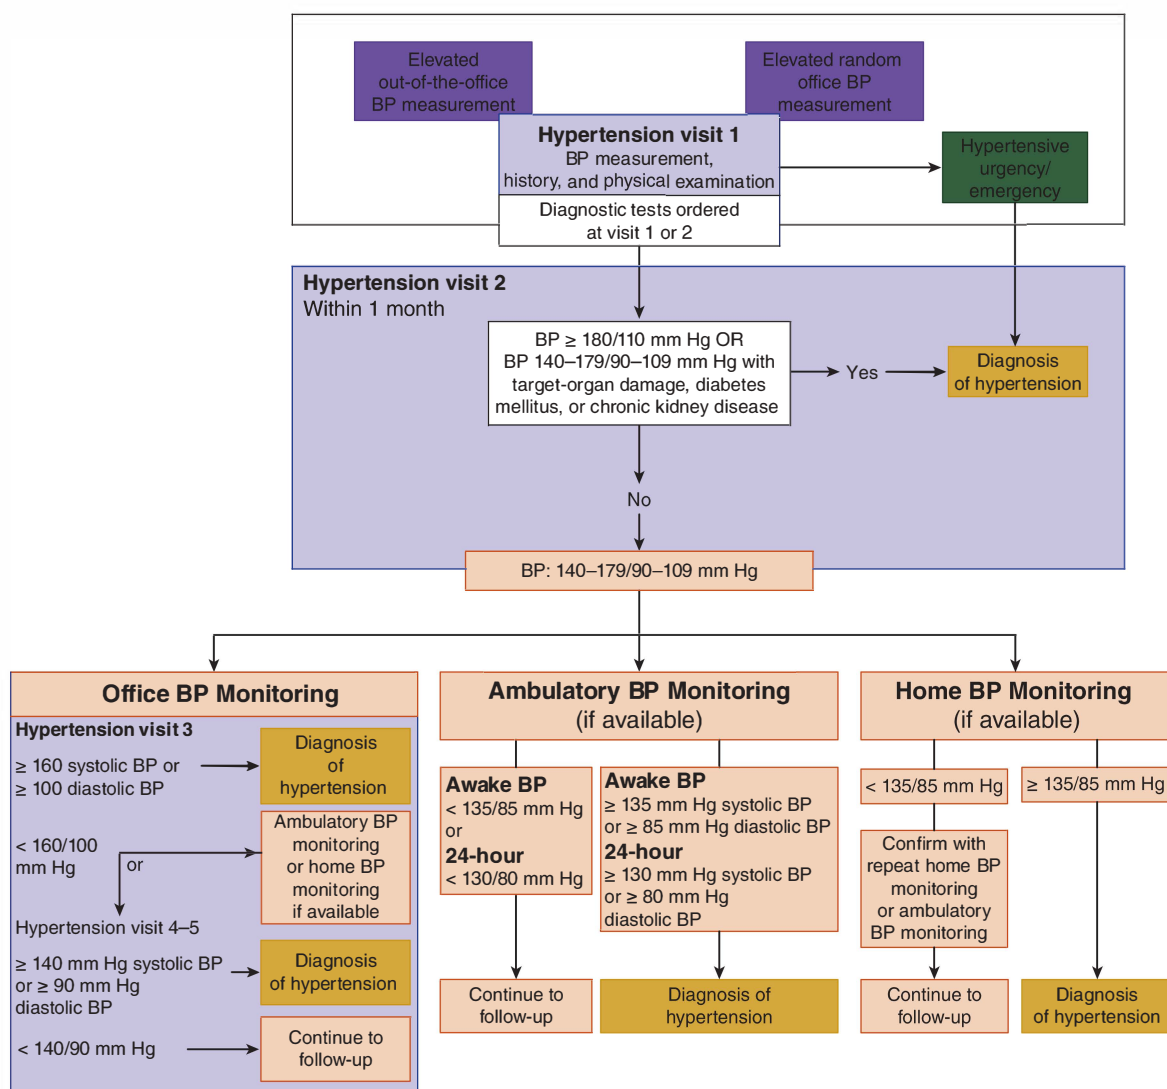 Elevated
out-of-the-office
BP measurement
Elevated random
office BP
measurement
Hypertension visit 1
BP measurement,
history, and physical examination
Diagnostic tests ordered
at visit 1 or 2
Hypertensive
urgency/
emergency
Hypertension visit 2
Within 1 month
BP ≥ 180/110 mm Hg OR
BP 140–179/90–109 mm Hg with
target-organ damage, diabetes
mellitus, or chronic kidney disease
Yes
Diagnosis
of hypertension
No
BP: 140–179/90–109 mm Hg
Office BP Monitoring
Hypertension visit 3
≥ 160 systolic BP or
≥ 100 diastolic BP
Diagnosis
of
hypertension
< 160/100
mm Hg
or
Ambulatory BP
monitoring
or home BP
monitoring
if available
Hypertension visit 4–5
≥ 140 mm Hg systolic BP
or ≥ 90 mm Hg
diastolic BP
Diagnosis
of hypertension
< 140/90 mm Hg
Continue to
follow-up
Ambulatory BP Monitoring
(if available)
Awake BP
< 135/85 mm Hg
or
24-hour
< 130/80 mm Hg
Continue to
follow-up
Awake BP
≥ 135 mm Hg systolic BP
or ≥ 85 mm Hg diastolic BP
24-hour
≥ 130 mm Hg systolic BP
or ≥ 80 mm Hg
diastolic BP
Diagnosis of
hypertension
Home BP Monitoring
(if available)
< 135/85 mm Hg
Confirm with
repeat home BP
monitoring
or ambulatory
BP monitoring
Continue to
follow-up
≥ 135/85 mm Hg
Diagnosis
of hypertension